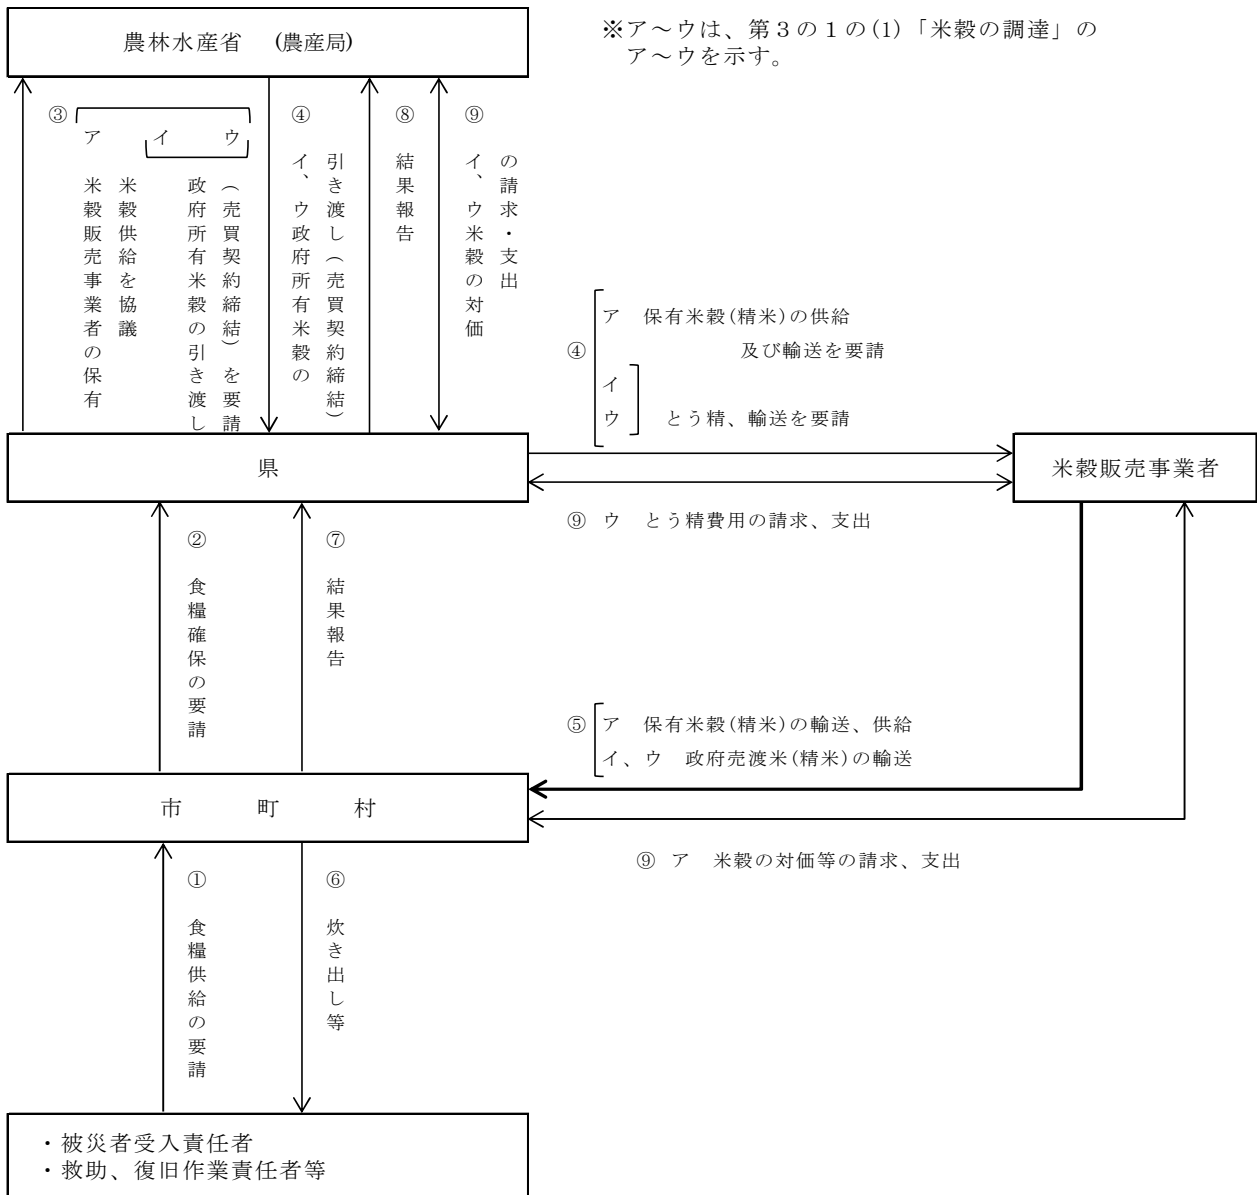 農林水産省 (農産局)
※ア～ウは、第３の１の(1)「米穀の調達」の
ア～ウを示す。
③
ア イ ウ
米穀販売事業者の保有
米穀供給を協議
政府所有米穀の引き渡し
（売買契約締結）を要請
④
イ、ウ政府所有米穀の
引き渡し（売買契約締結）
⑧
結果報告
⑨
イ、ウ米穀の対価
の請求・支出
④
ア 保有米穀(精米)の供給
及び輸送を要請
イ
ウ
とう精、輸送を要請
県
米穀販売事業者
⑨ ウ とう精費用の請求、支出
②
食糧確保の要請
⑦
結果報告
⑤
ア 保有米穀(精米)の輸送、供給
イ、ウ 政府売渡米(精米)の輸送
市 町 村
⑨ ア 米穀の対価等の請求、支出
①
食糧供給の要請
⑥
炊き出し等
・被災者受入責任者
・救助、復旧作業責任者等